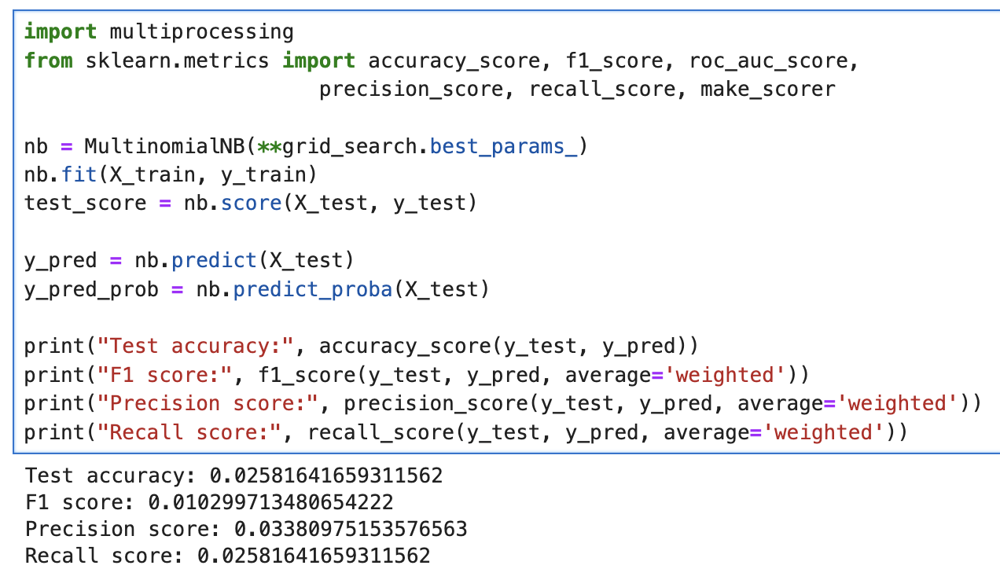 import multiprocessing
from sklearn.metrics import accuracy_score, f1_score, roc_auc_score,
                        precision_score, recall_score, make_scorer

nb = MultinomialNB(**grid_search.best_params_)
nb.fit(X_train, y_train)
test_score = nb.score(X_test, y_test)

y_pred = nb.predict(X_test)
y_pred_prob = nb.predict_proba(X_test)

print("Test accuracy:", accuracy_score(y_test, y_pred))
print("F1 score:", f1_score(y_test, y_pred, average='weighted'))
print("Precision score:", precision_score(y_test, y_pred, average='weighted'))
print("Recall score:", recall_score(y_test, y_pred, average='weighted'))
Test accuracy: 0.02581641659311562
F1 score: 0.010299713480654222
Precision score: 0.03380975153576563
Recall score: 0.02581641659311562